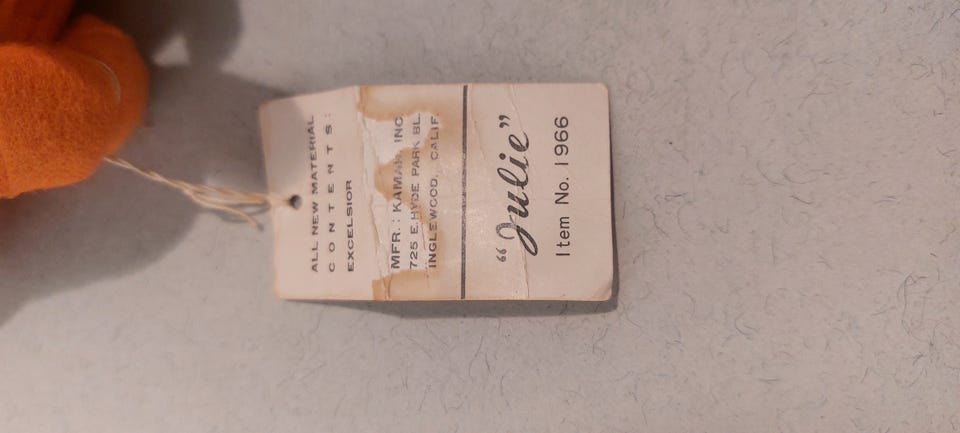 ALL NEW MATERIAL
CONTENTS:
EXCELSIOR
MFR.: KAMAR INC
725 E. HYDE PARK BL.
INGLEWOOD, CALIF.
"Julie"
Item No. 1966